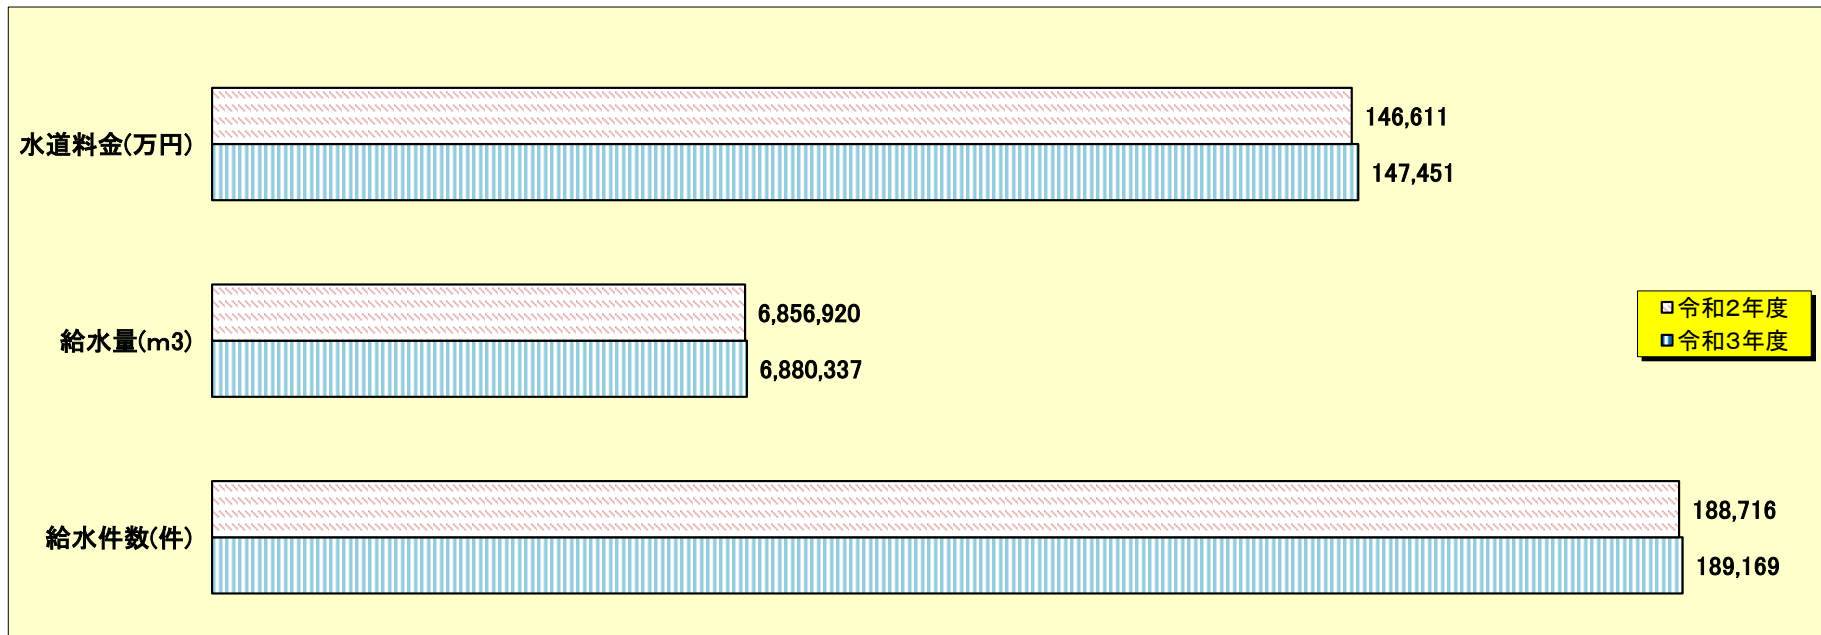 水道料金(万円)
146,611
147,451
給水量(m3)
6,856,920
6,880,337
給水件数(件)
188,716
189,169
令和2年度
令和3年度